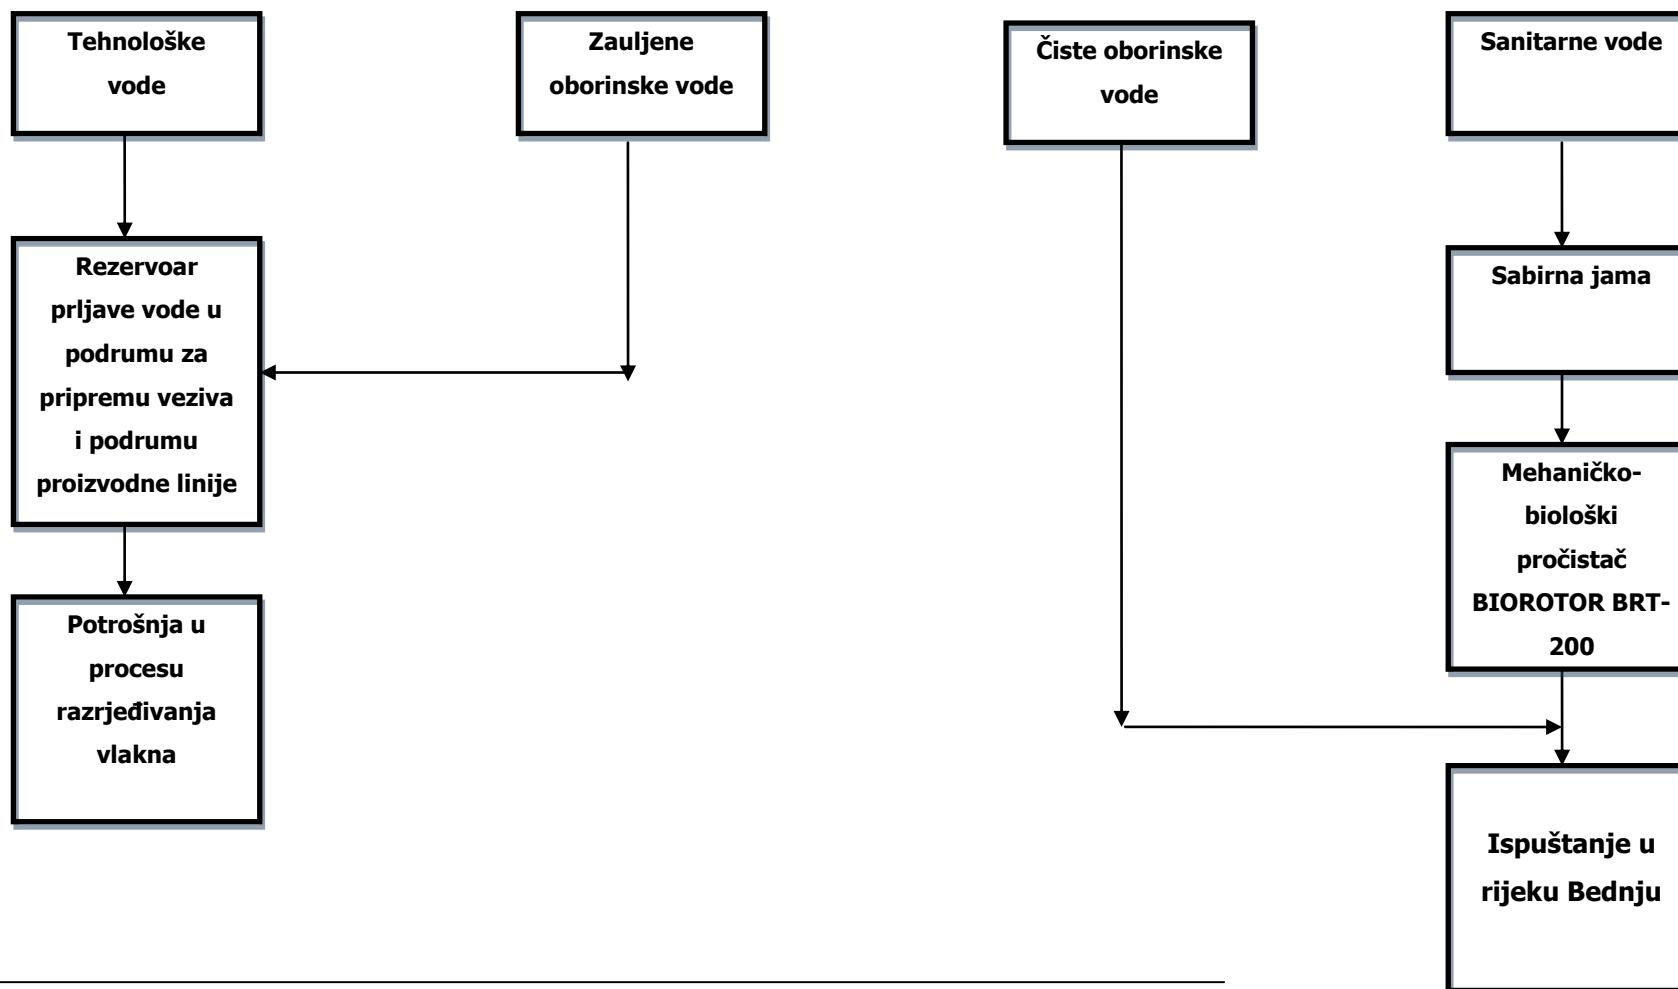 Tehnološke
vode
Zauljene
oborinske vode
Čiste oborinske
vode
Sanitarne vode
Rezervoar
prljave vode u
podrumu za
pripremu veziva
i podrumu
proizvodne linije
Sabirna jama
Mehaničko-
biološki
pročistač
BIOROTOR BRT-
200
Potrošnja u
procesu
razrjeđivanja
vlakna
Ispuštanje u
rijeku Bednju